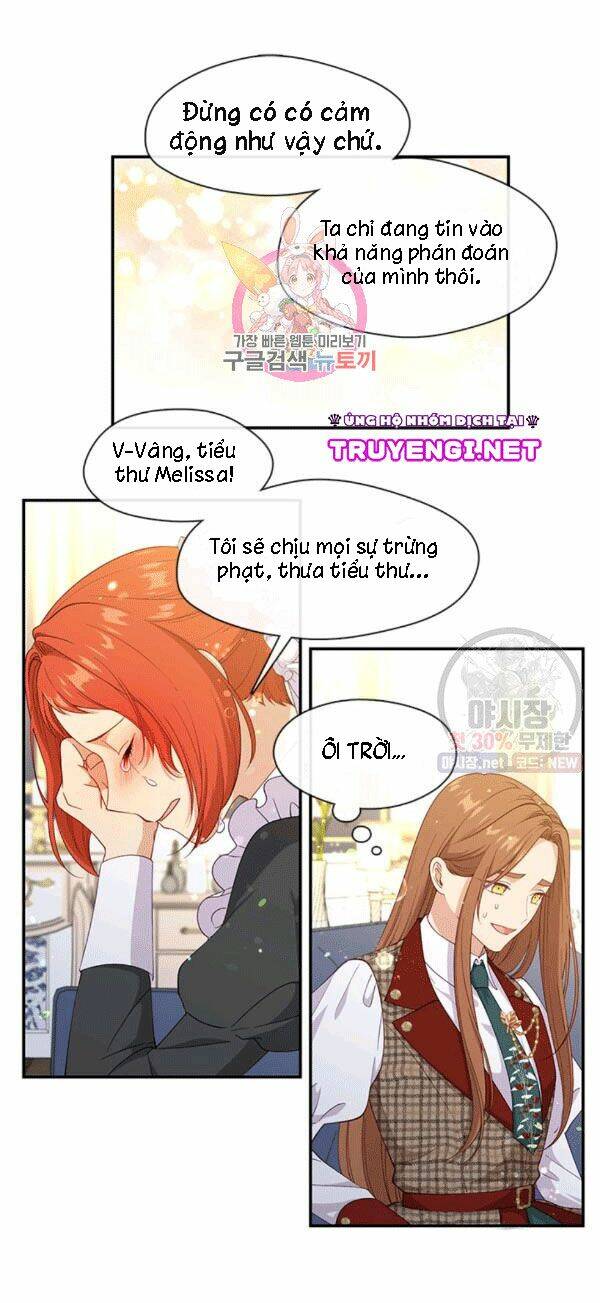 Đừng có có cảm
động như vậy chứ.
Ta chỉ đang tin vào
khả năng phán đoán
của mình thôi.
가장 빠른 웹툰 미리보기
구글검색 뉴토끼
ỦNG HỘ NHÓM DỊCH TẠI
TRUYENGI.NET
V-Vâng, tiểu
thư Melissa!
Tôi sẽ chịu mọi sự trừng
phạt, thưa tiểu thư...
야시장
첫 30% 무제한
야시장.net 코드: NEW
ÔI TRỜI...